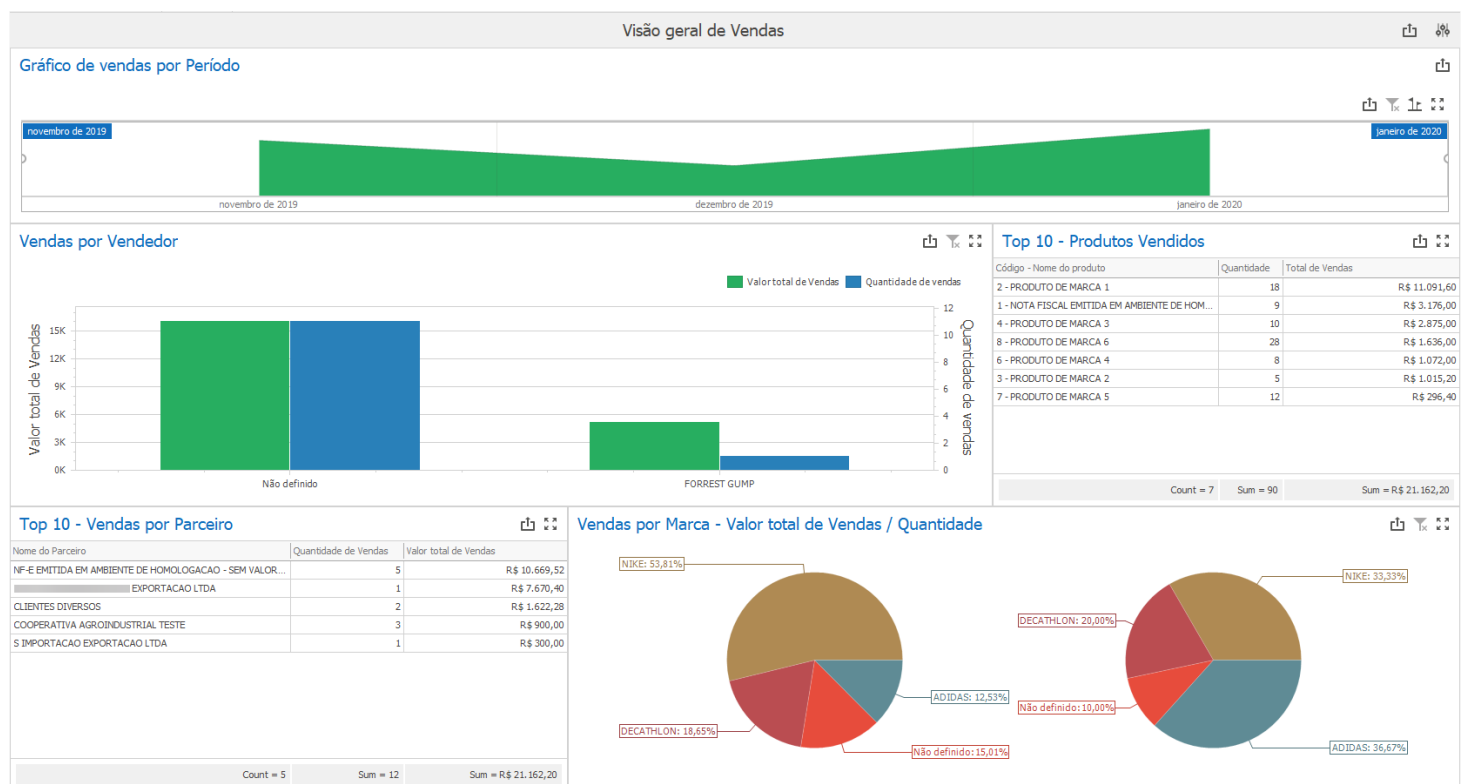 Visão geral de Vendas
Gráfico de vendas por Período
novembro de 2019
janeiro de 2020
novembro de 2019 dezembro de 2019 janeiro de 2020
Vendas por Vendedor
Valor total de Vendas Quantidade de vendas
Valor total de Vendas
15K
12K
9K
6K
3K
0K
12
10
8
6
4
2
0
Quantidade de vendas
Não definido FORREST GUMP
Top 10 - Produtos Vendidos
Código - Nome do produto Quantidade Total de Vendas
2 - PRODUTO DE MARCA 1 18 R$ 11.091,60
1 - NOTA FISCAL EMITIDA EM AMBIENTE DE HOM... 9 R$ 3.176,00
4 - PRODUTO DE MARCA 3 10 R$ 2.875,00
8 - PRODUTO DE MARCA 6 28 R$ 1.636,00
6 - PRODUTO DE MARCA 4 8 R$ 1.072,00
3 - PRODUTO DE MARCA 2 5 R$ 1.015,20
7 - PRODUTO DE MARCA 5 12 R$ 296,40
Count = 7 Sum = 90 Sum = R$ 21.162,20
Top 10 - Vendas por Parceiro
Nome do Parceiro Quantidade de Vendas Valor total de Vendas
NF-E EMITIDA EM AMBIENTE DE HOMOLOGACAO - SEM VALOR... 5 R$ 10.669,52
EXPORTACAO LTDA 1 R$ 7.670,40
CLIENTES DIVERSOS 2 R$ 1.622,28
COOPERATIVA AGROINDUSTRIAL TESTE 3 R$ 900,00
S IMPORTACAO EXPORTACAO LTDA 1 R$ 300,00
Count = 5 Sum = 12 Sum = R$ 21.162,20
Vendas por Marca - Valor total de Vendas / Quantidade
NIKE: 53,81%
ADIDAS: 12,53%
DECATHLON: 18,65%
Não definido: 15,01%
NIKE: 33,33%
DECATHLON: 20,00%
Não definido: 10,00%
ADIDAS: 36,67%